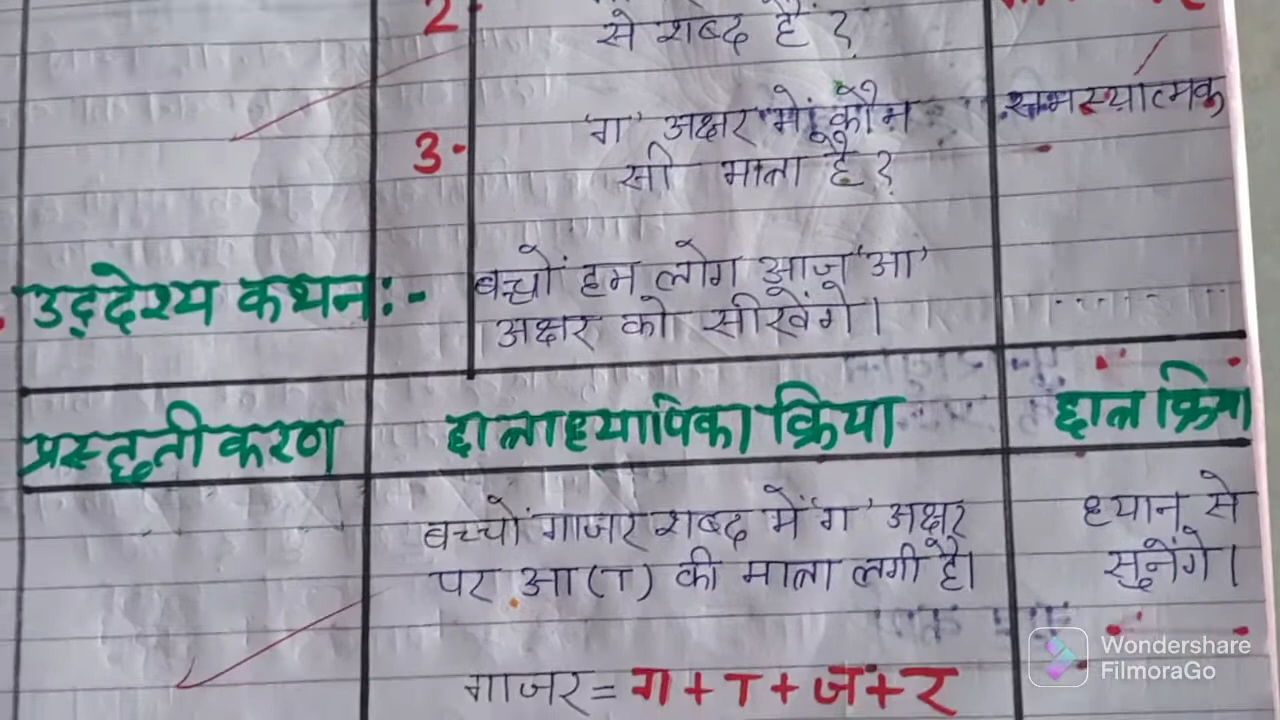 2-
से शब्द है ?
'ग' अक्षर में कौन
समस्यात्मक
3-
सी मात्रा है ?
उद्देश्य कथन :-
बच्चों हम लोग आज 'आ'
अक्षर को सीखेंगे।
प्रस्तुतीकरण
छात्राध्यापिका क्रिया
छात्र क्रिया
बच्चों गाजर शब्द में 'ग' अक्षर
ध्यान से
पर आ (ा) की मात्रा लगी है।
सुनेंगे।
गाजर = ग + ा + ज + र
Wondershare
FilmoraGo